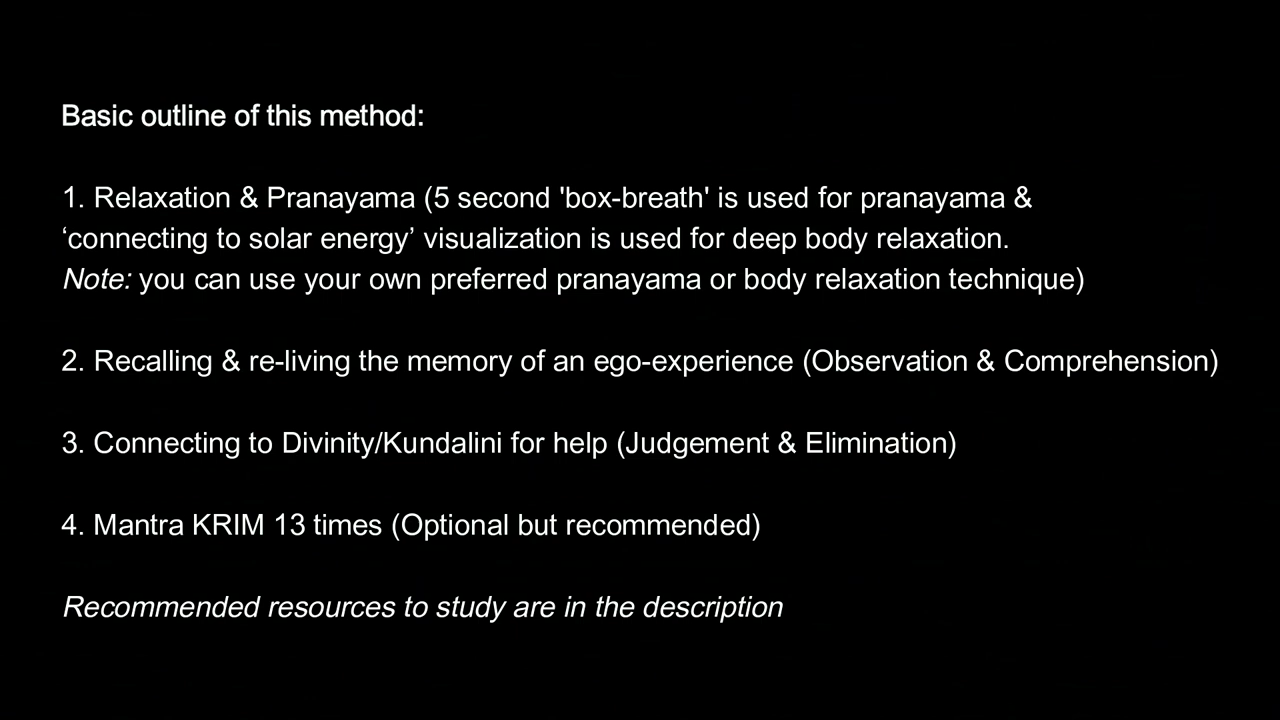 Basic outline of this method:
1. Relaxation & Pranayama (5 second 'box-breath' is used for pranayama &
‘connecting to solar energy’ visualization is used for deep body relaxation.
Note: you can use your own preferred pranayama or body relaxation technique)
2. Recalling & re-living the memory of an ego-experience (Observation & Comprehension)
3. Connecting to Divinity/Kundalini for help (Judgement & Elimination)
4. Mantra KRIM 13 times (Optional but recommended)
Recommended resources to study are in the description